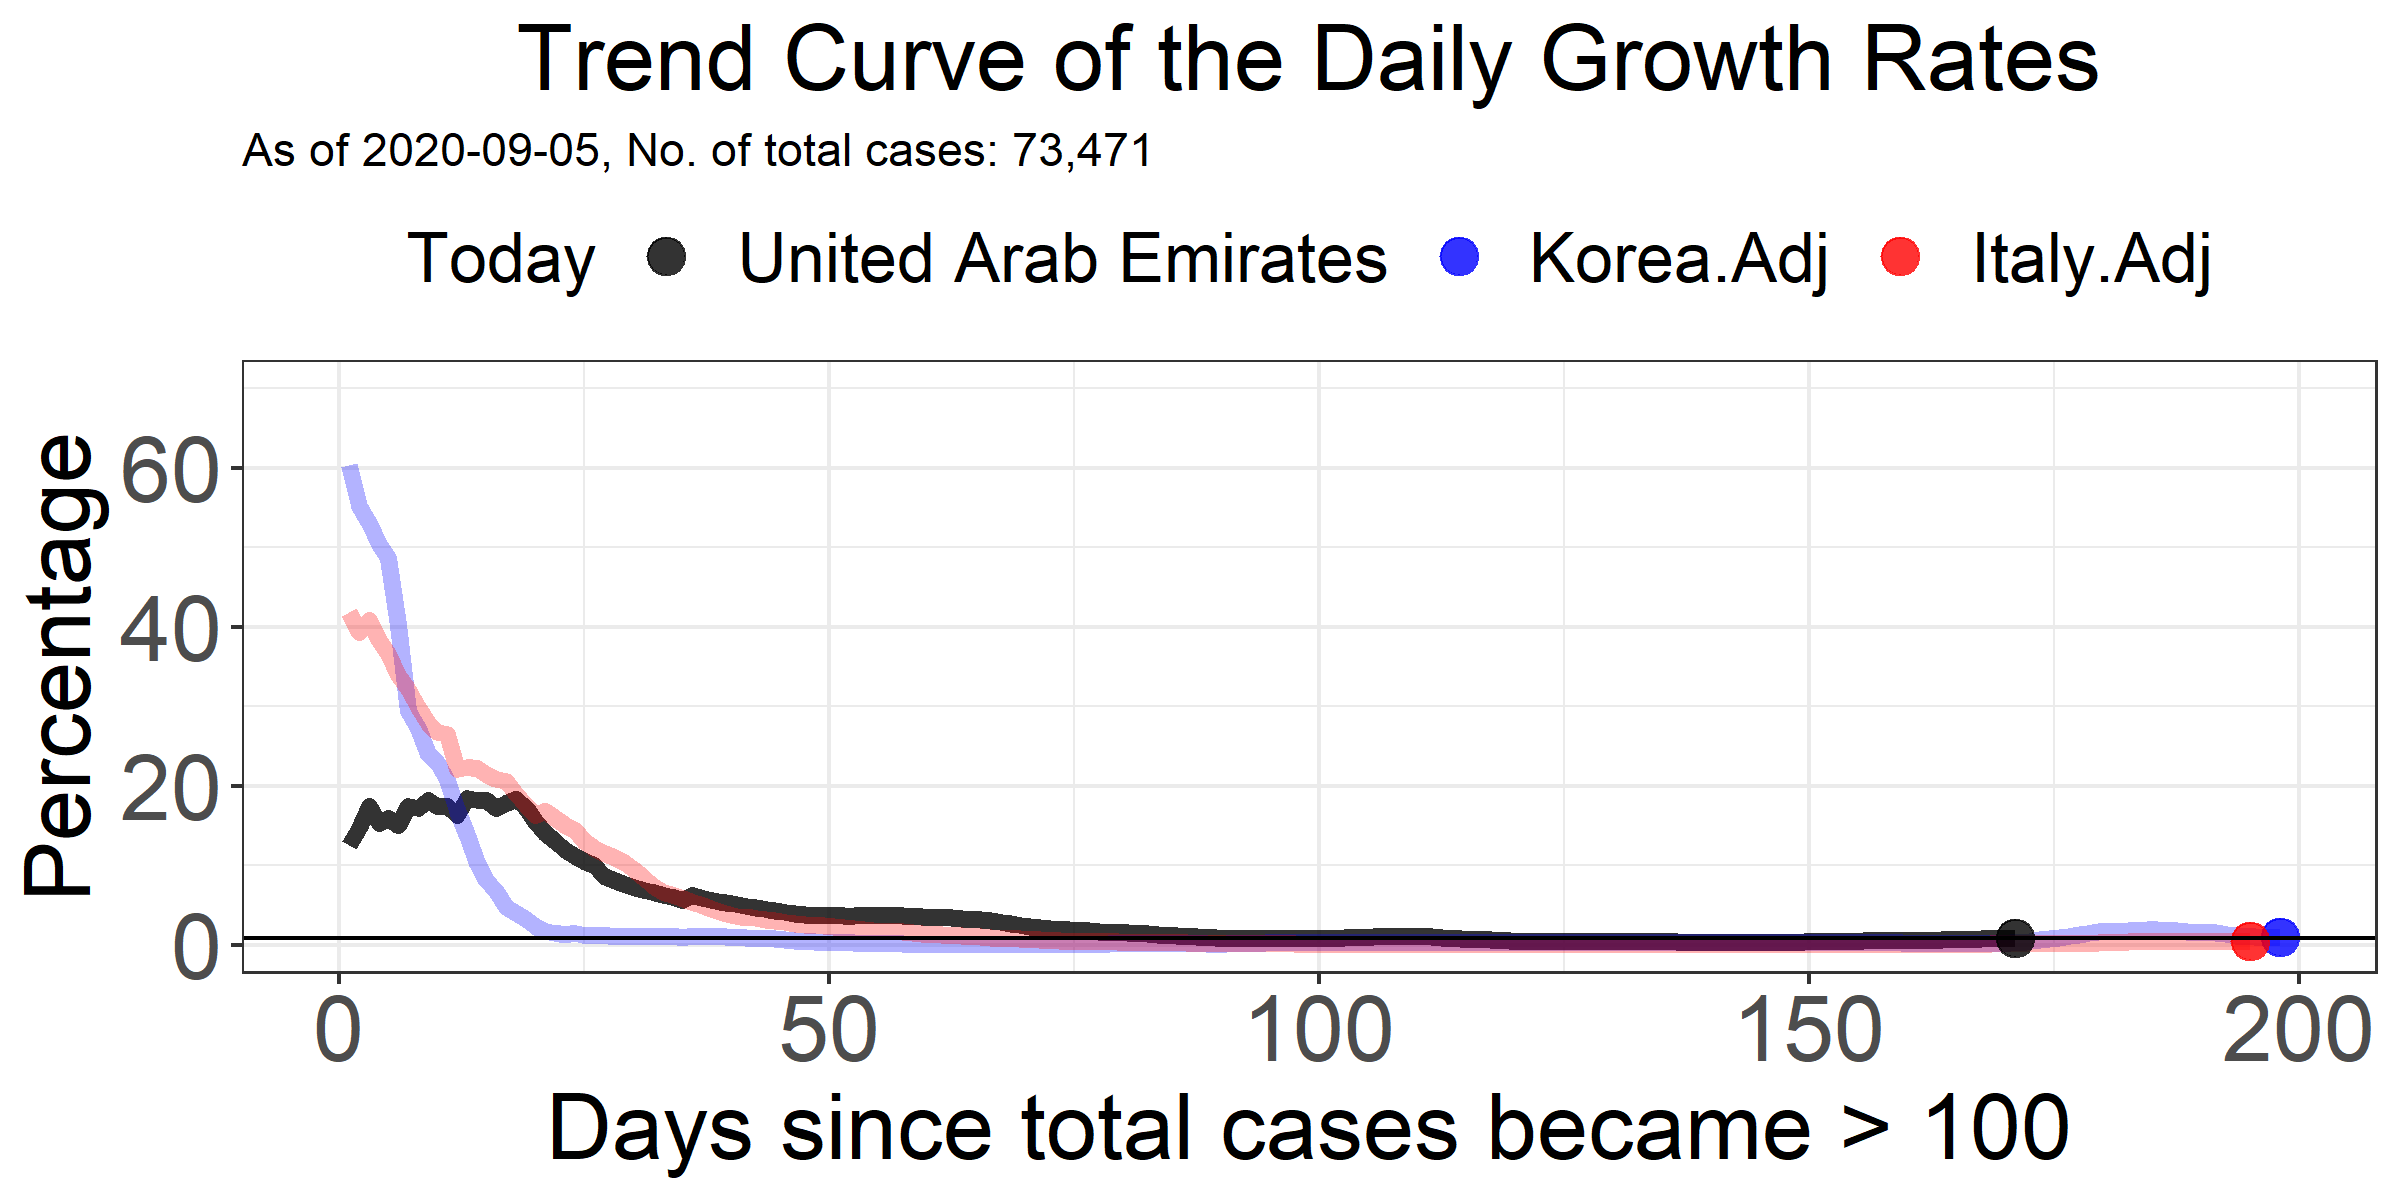 Trend Curve of the Daily Growth Rates
As of 2020-09-05, No. of total cases: 73,471
Today United Arab Emirates Korea.Adj Italy.Adj
Percentage
60
40
20
0
0 50 100 150 200
Days since total cases became > 100